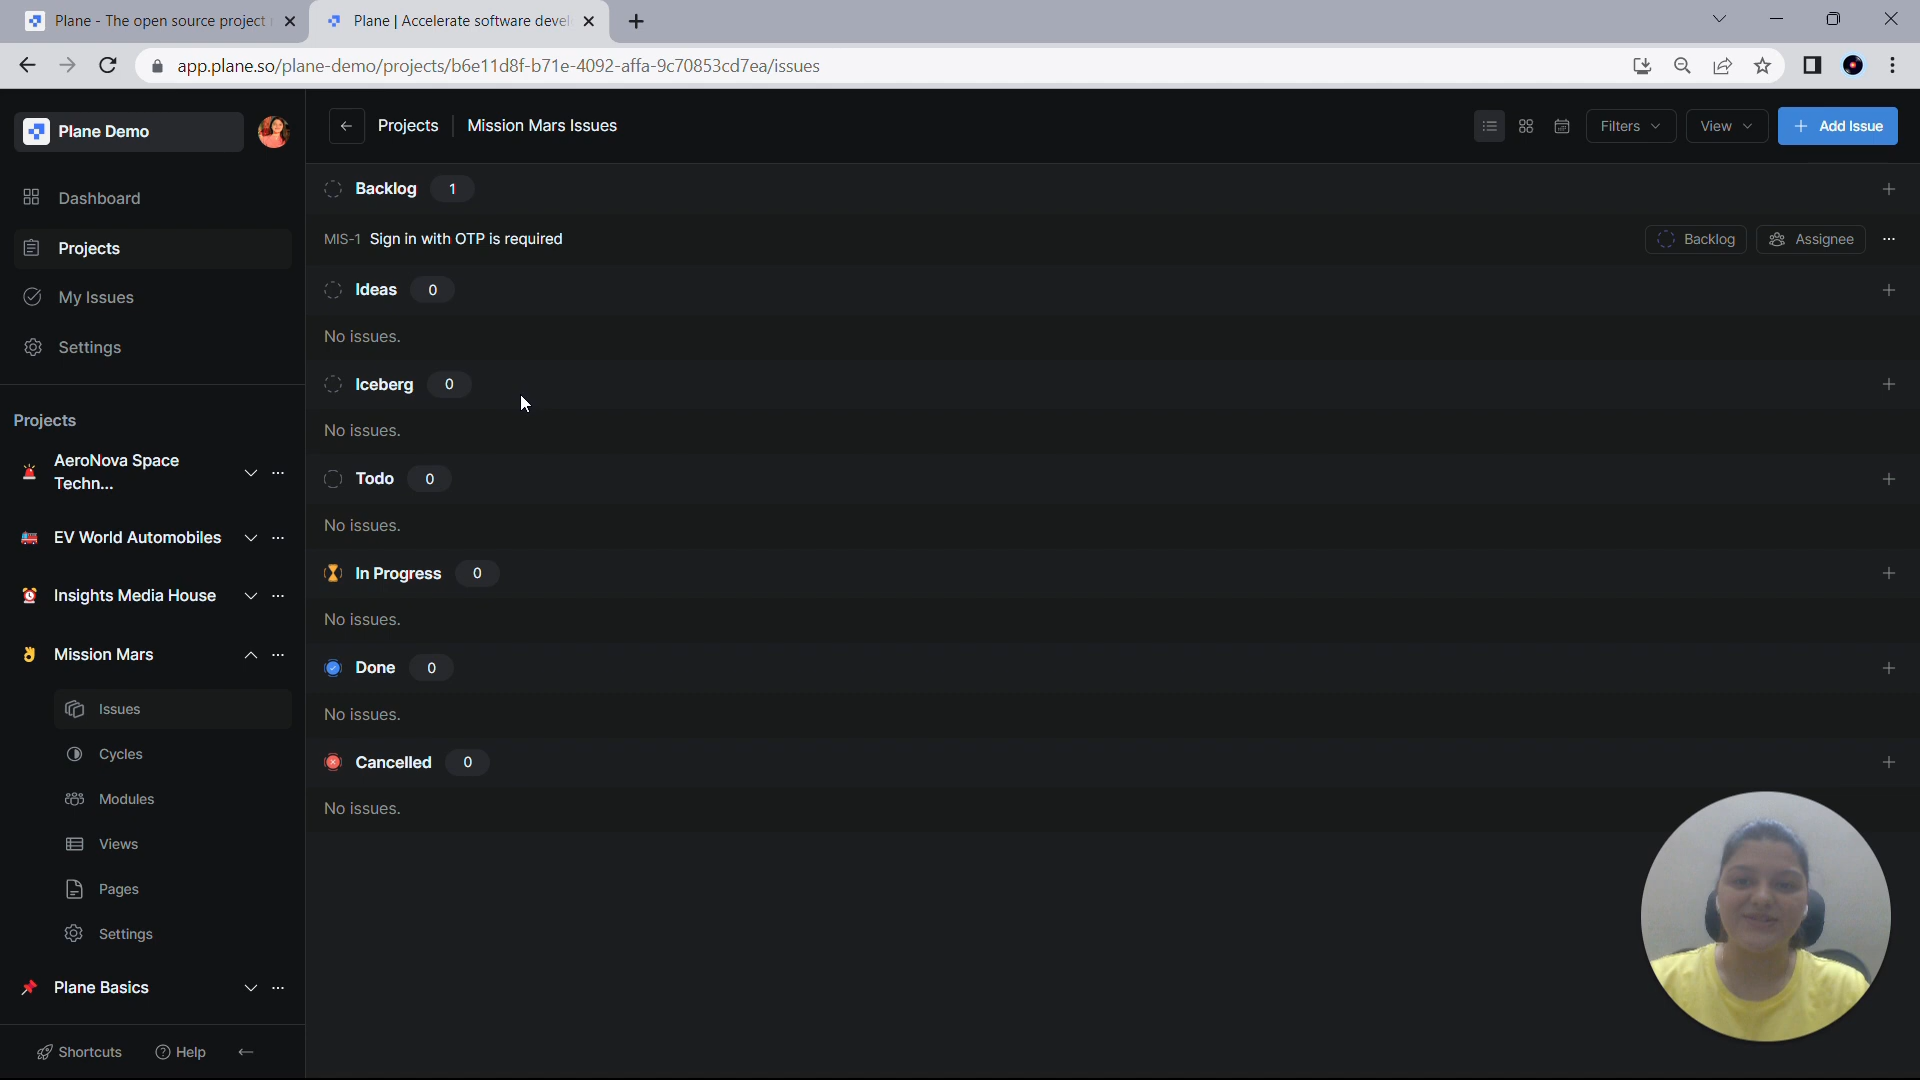 Plane - The open source project
Plane | Accelerate software devel
app.plane.so/plane-demo/projects/b6e11d8f-b71e-4092-affa-9c70853cd7ea/issues
Plane Demo
Dashboard
Projects
My Issues
Settings
Projects
AeroNova Space
Techn...
EV World Automobiles
Insights Media House
Mission Mars
Issues
Cycles
Modules
Views
Pages
Settings
Plane Basics
Shortcuts
Help
Projects
Mission Mars Issues
Filters
View
Add Issue
Backlog 1
MIS-1 Sign in with OTP is required
Backlog
Assignee
Ideas 0
No issues.
Iceberg 0
No issues.
Todo 0
No issues.
In Progress 0
No issues.
Done 0
No issues.
Cancelled 0
No issues.